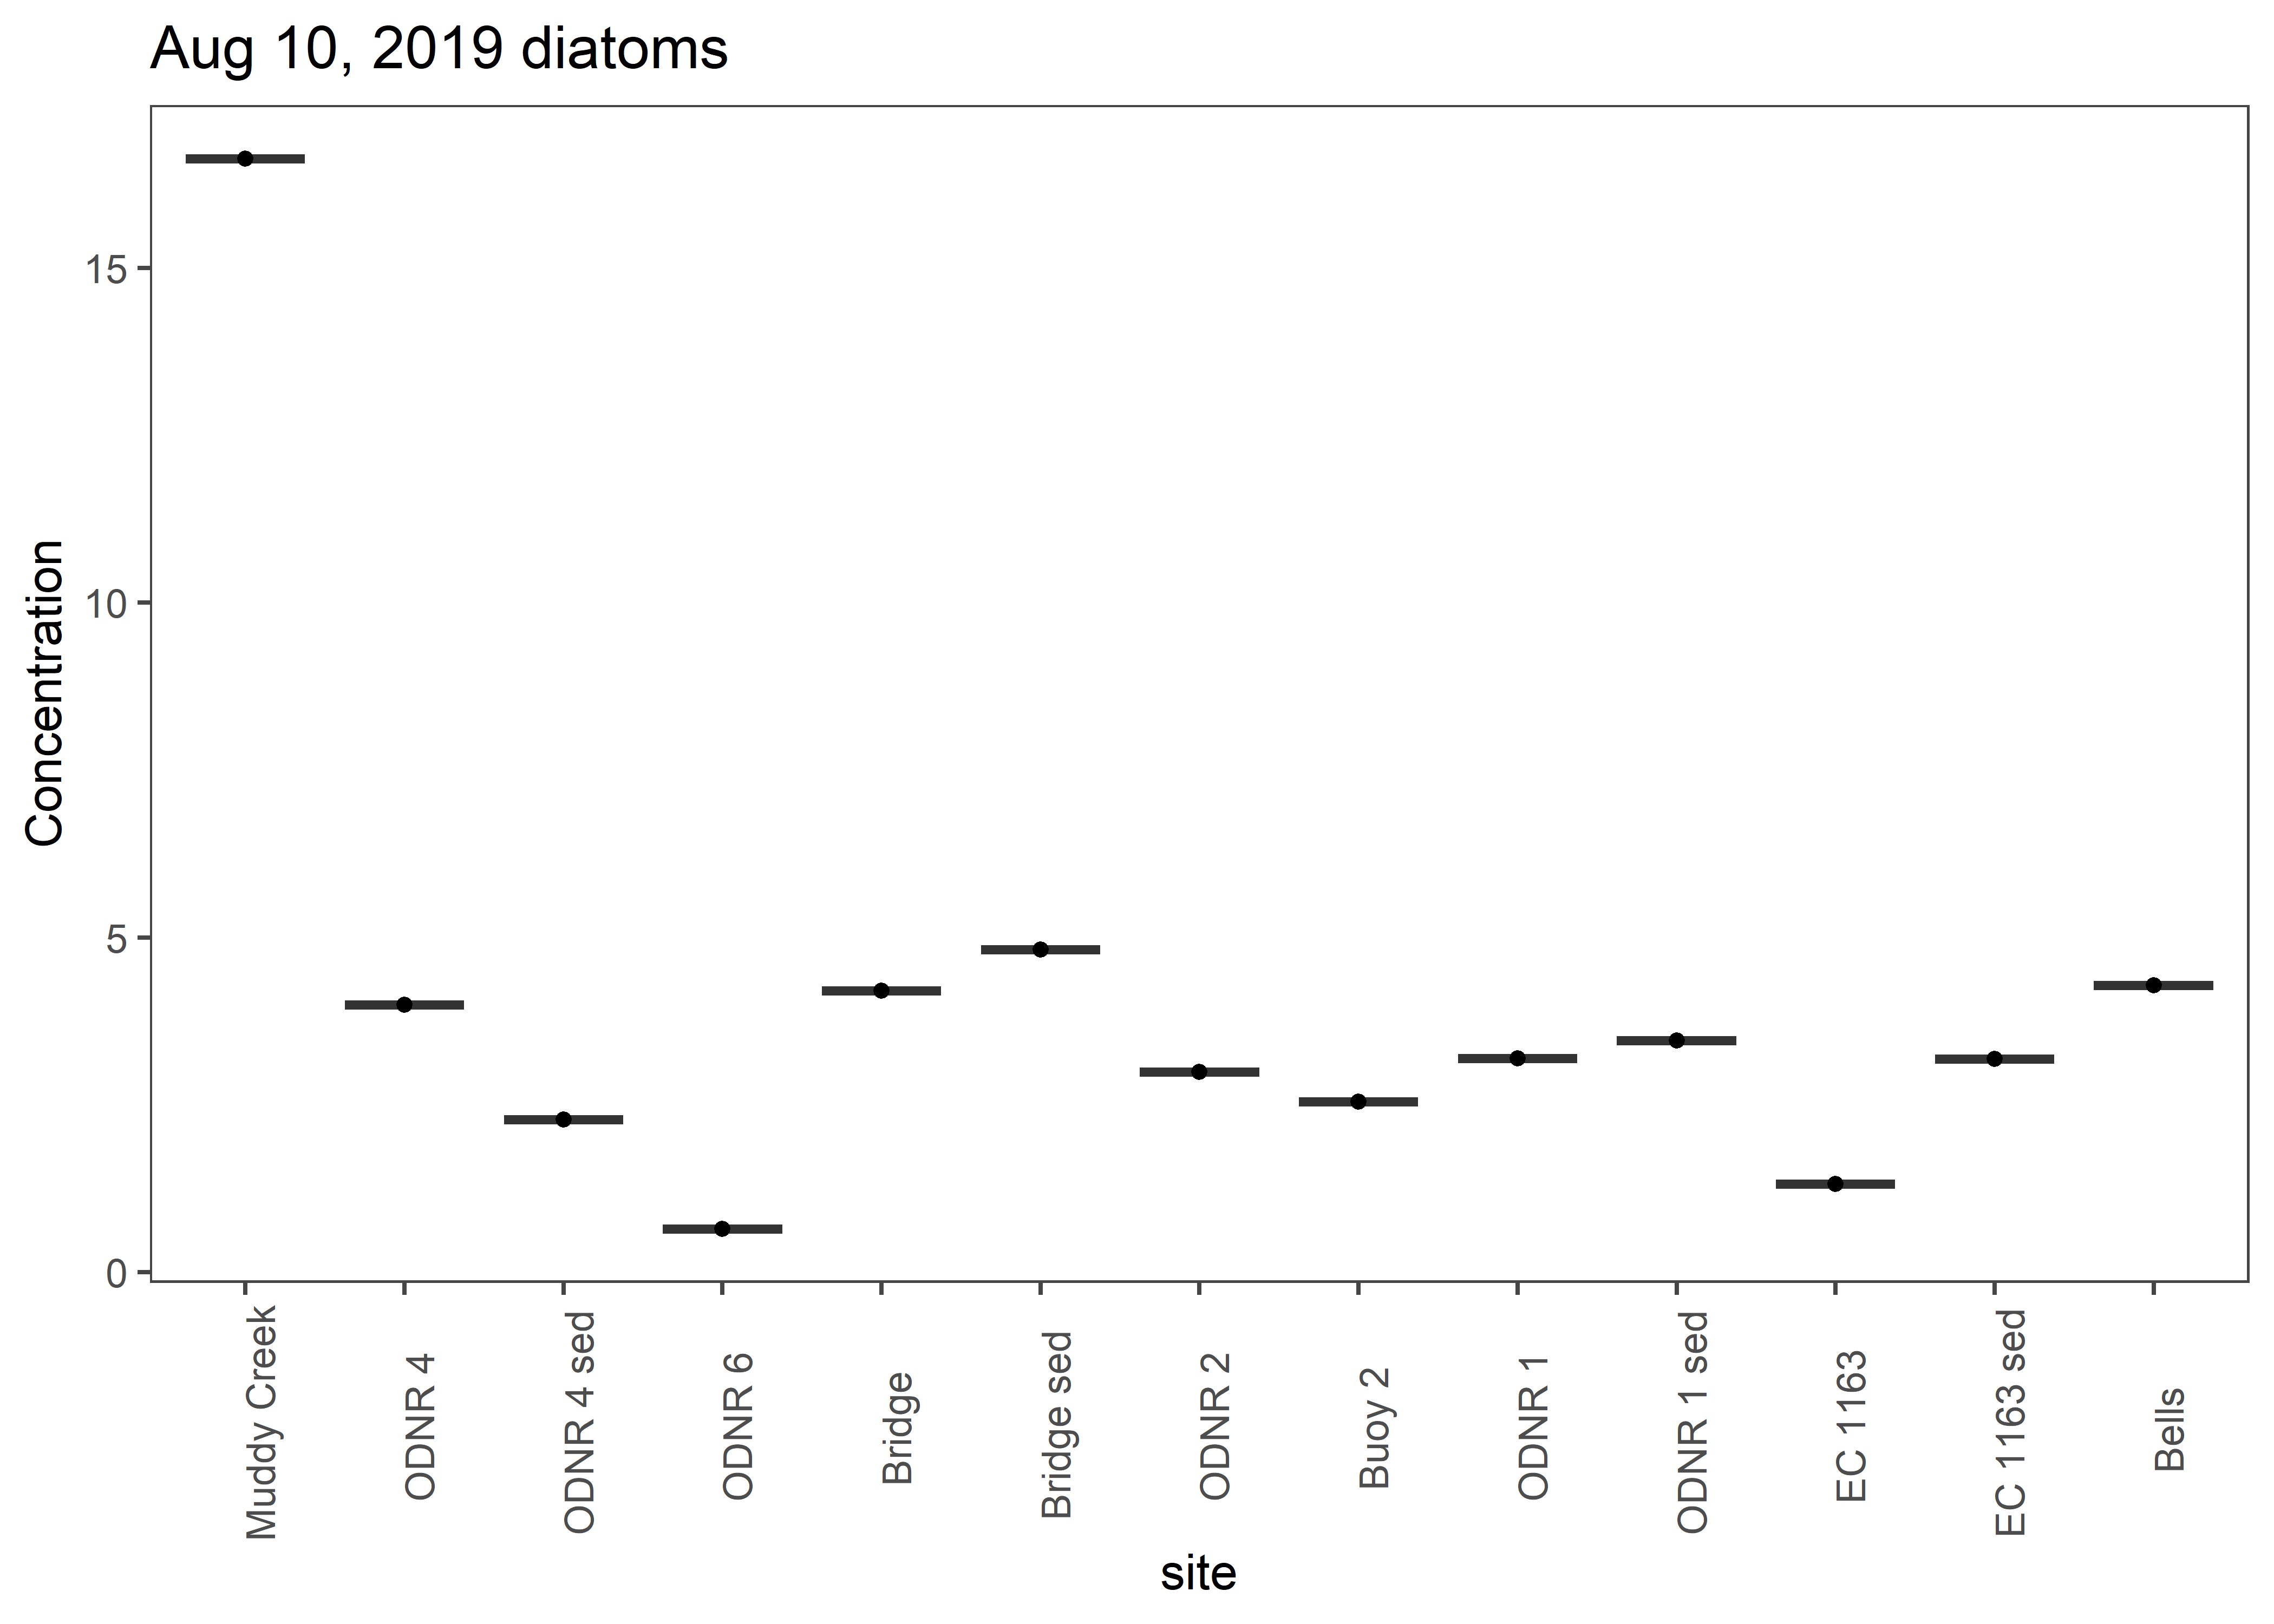 Aug 10, 2019 diatoms
Concentration
15
10
5
0
Muddy Creek
ODNR 4
ODNR 4 sed
ODNR 6
Bridge
Bridge sed
ODNR 2
Buoy 2
ODNR 1
ODNR 1 sed
EC 1163
EC 1163 sed
Bells
site